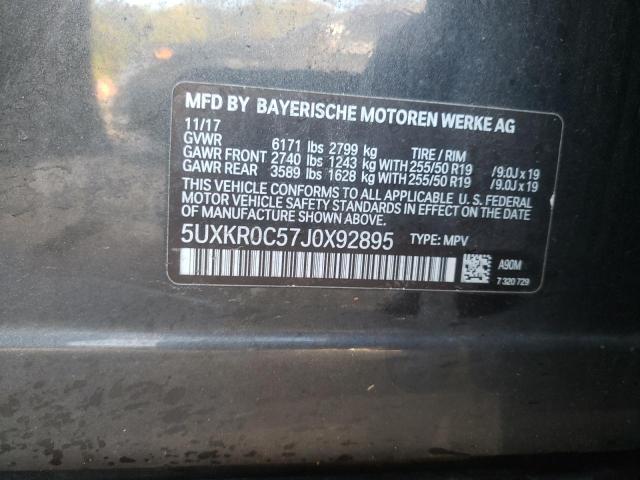 MFD BY BAYERISCHE MOTOREN WERKE AG
11/17
GVWR 6171 lbs 2799 kg TIRE / RIM
GAWR FRONT 2740 lbs 1243 kg WITH 255/50 R19 /9.0J x 19
GAWR REAR 3589 lbs 1628 kg WITH 255/50 R19 /9.0J x 19
THIS VEHICLE CONFORMS TO ALL APPLICABLE U. S. FEDERAL
MOTOR VEHICLE SAFETY AND THEFT PREVENTION STANDARDS IN
EFFECT ON THE DATE OF MANUFACTURE SHOWN ABOVE.
5UXKR0C57J0X92895 TYPE: MPV
A90M
7 320 729